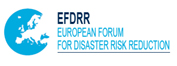 EFDRR
EUROPEAN FORUM
FOR DISASTER RISK REDUCTION